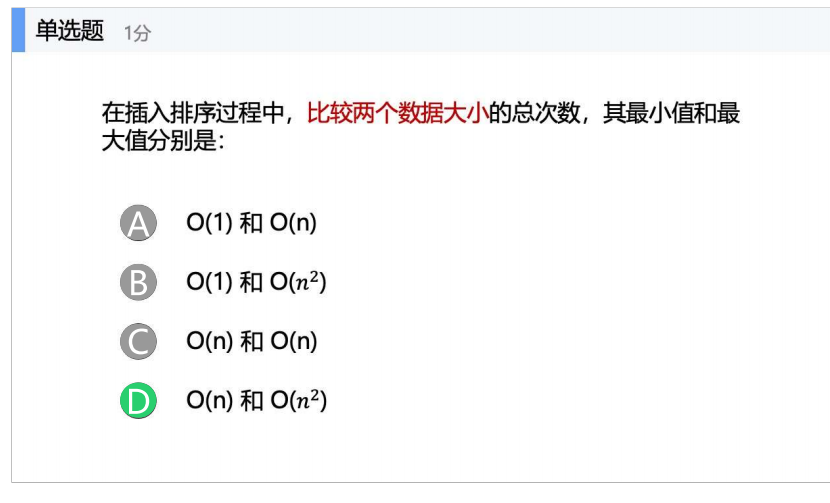 单选题 1分
在插入排序过程中，比较两个数据大小的总次数，其最小值和最
大值分别是：
A O(1) 和 O(n)
B O(1) 和 O(n²)
C O(n) 和 O(n)
D O(n) 和 O(n²)